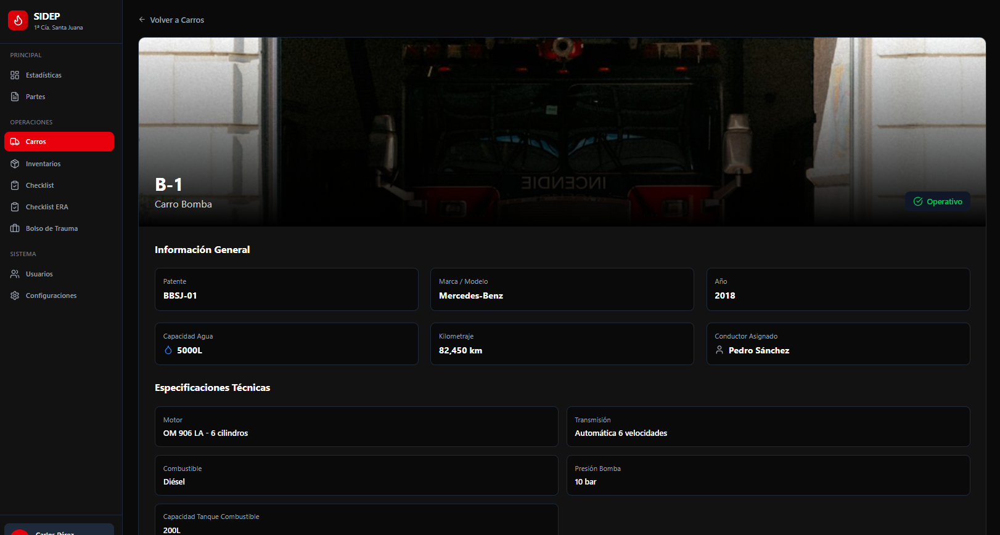 SIDEP
1ª Cía. Santa Juana
PRINCIPAL
Estadísticas
Partes
OPERACIONES
Carros
Inventarios
Checklist
Checklist ERA
Bolso de Trauma
SISTEMA
Usuarios
Configuraciones
Carlos Pérez
Volver a Carros
INCENDIE
B-1
Carro Bomba
Operativo
Información General
Patente
BBSJ-01
Marca / Modelo
Mercedes-Benz
Año
2018
Capacidad Agua
5000L
Kilometraje
82,450 km
Conductor Asignado
Pedro Sánchez
Especificaciones Técnicas
Motor
OM 906 LA - 6 cilindros
Transmisión
Automática 6 velocidades
Combustible
Diésel
Presión Bomba
10 bar
Capacidad Tanque Combustible
200L